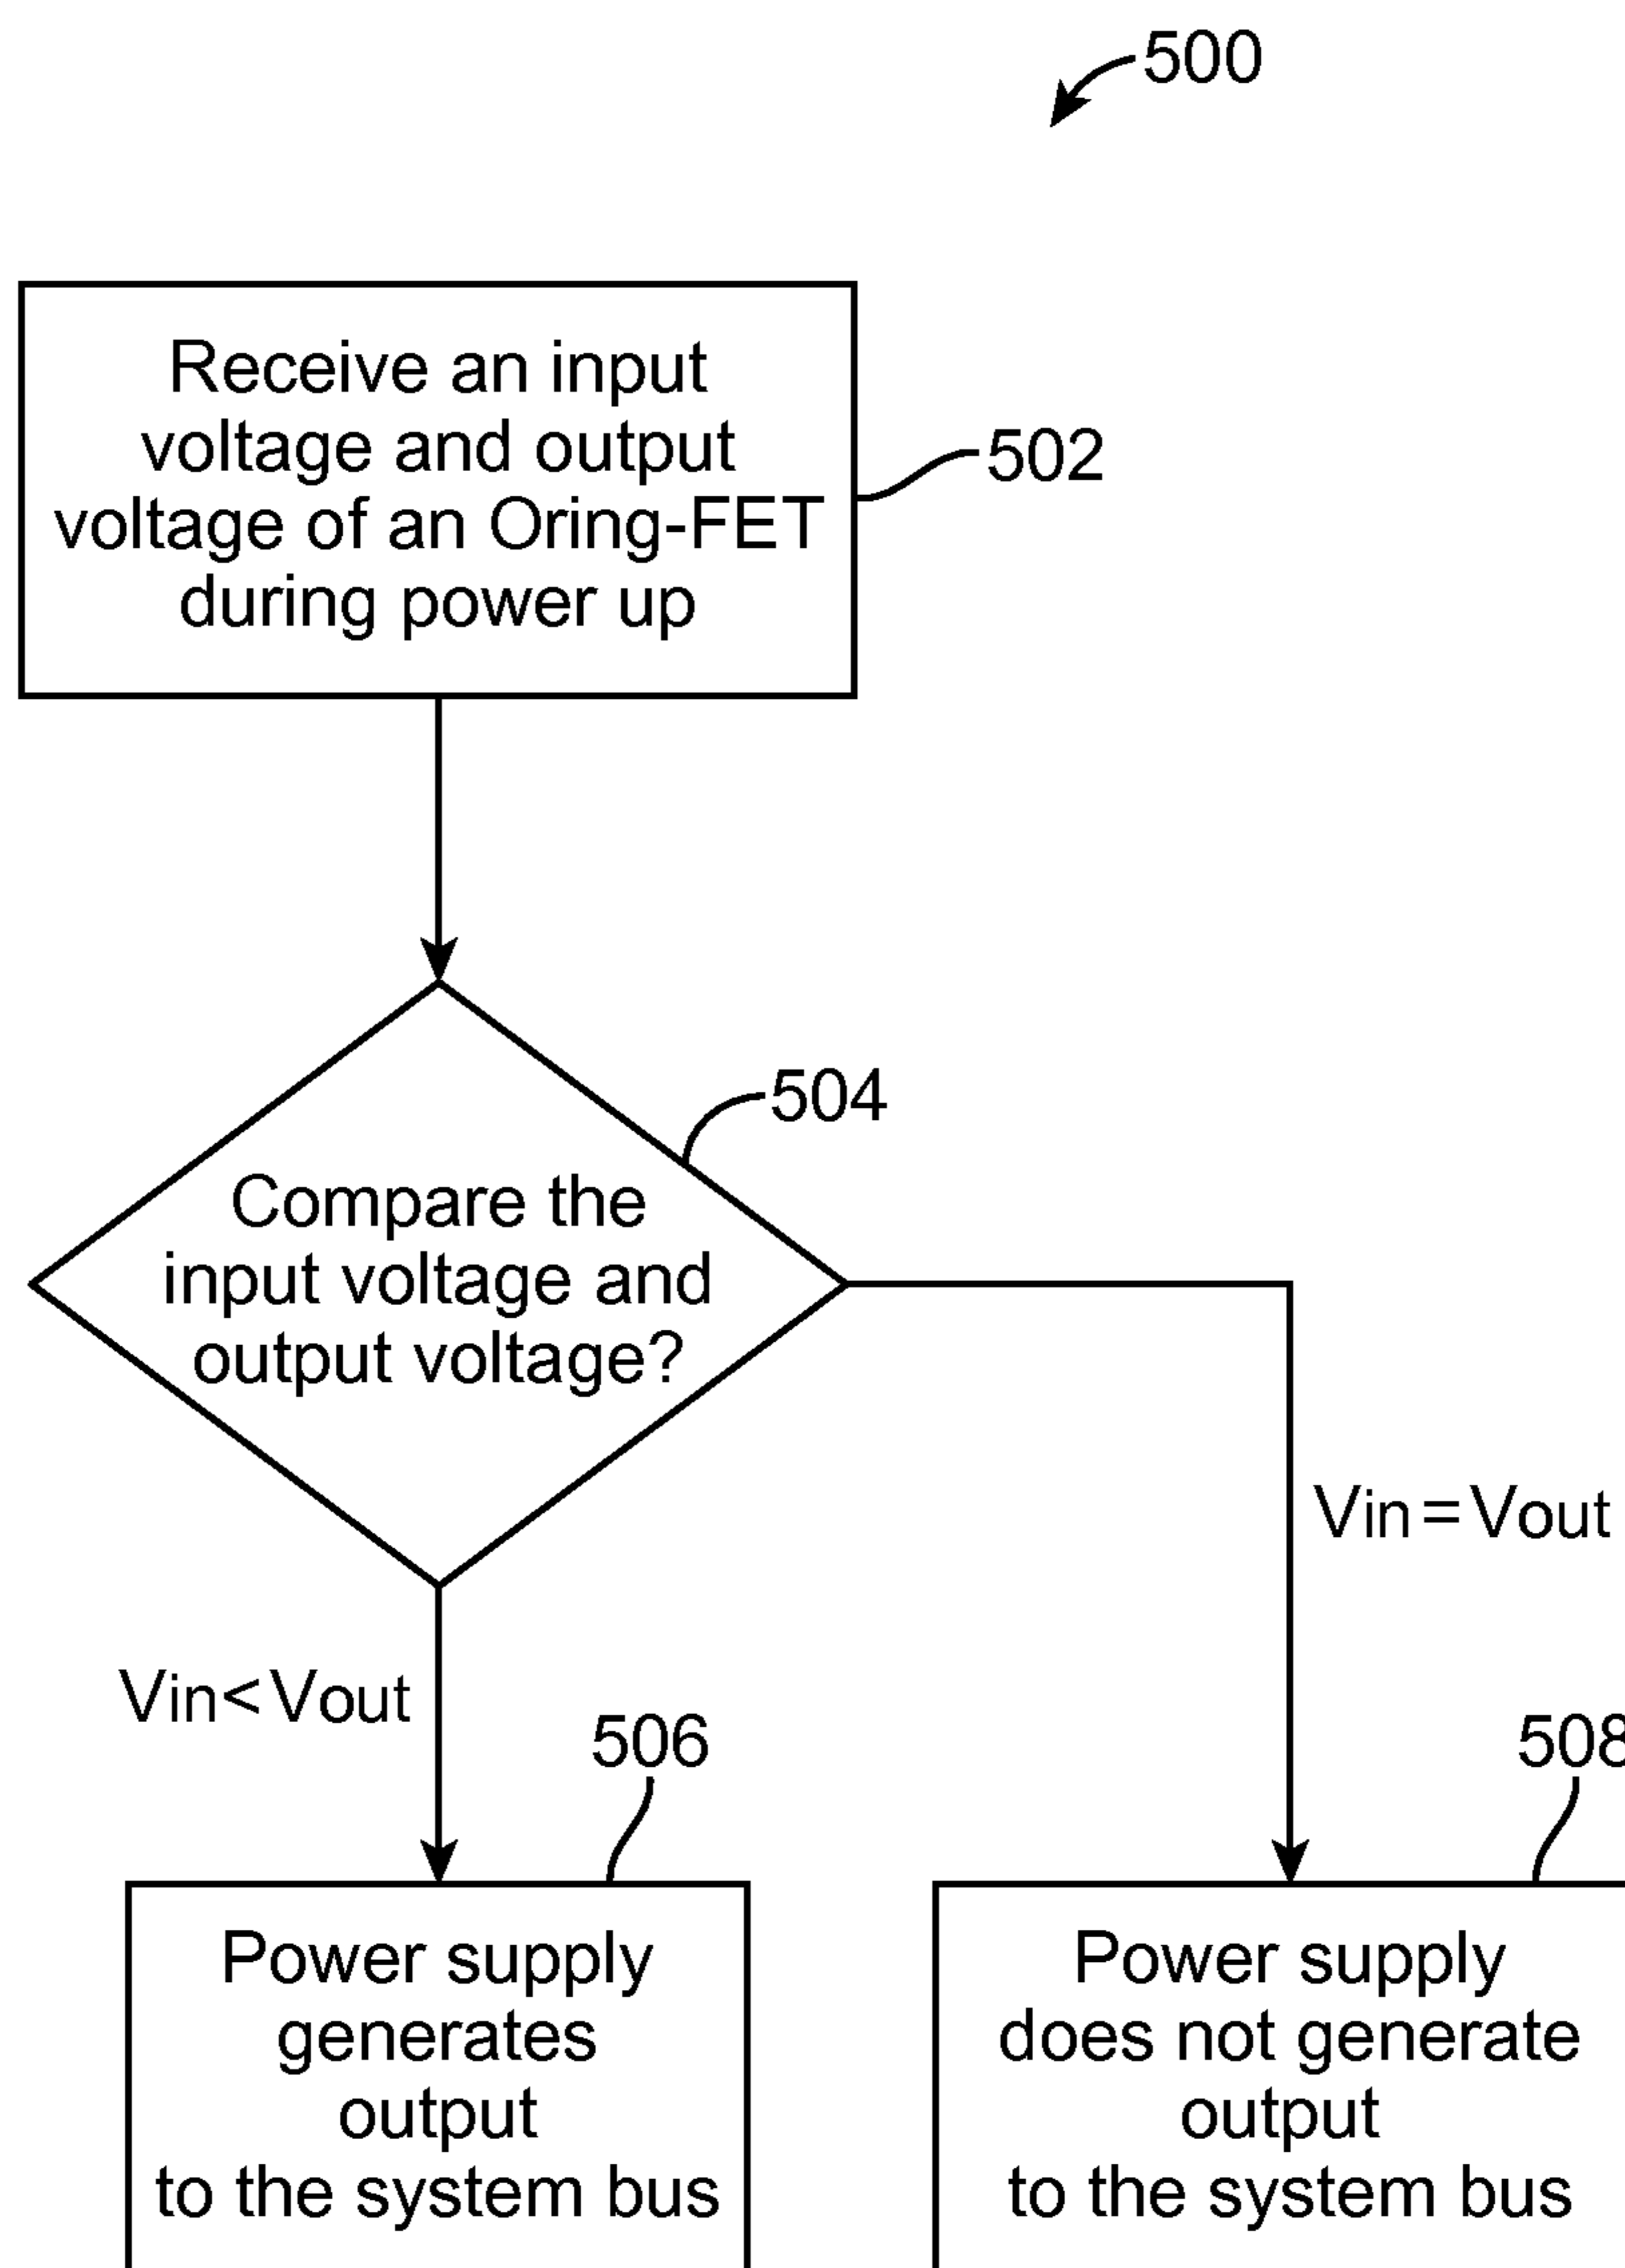 500
Receive an input
voltage and output
voltage of an Oring-FET
during power up
502
504
Compare the
input voltage and
output voltage?
Vin=Vout
Vin<Vout
506
508
Power supply
generates
output
to the system bus
Power supply
does not generate
output
to the system bus